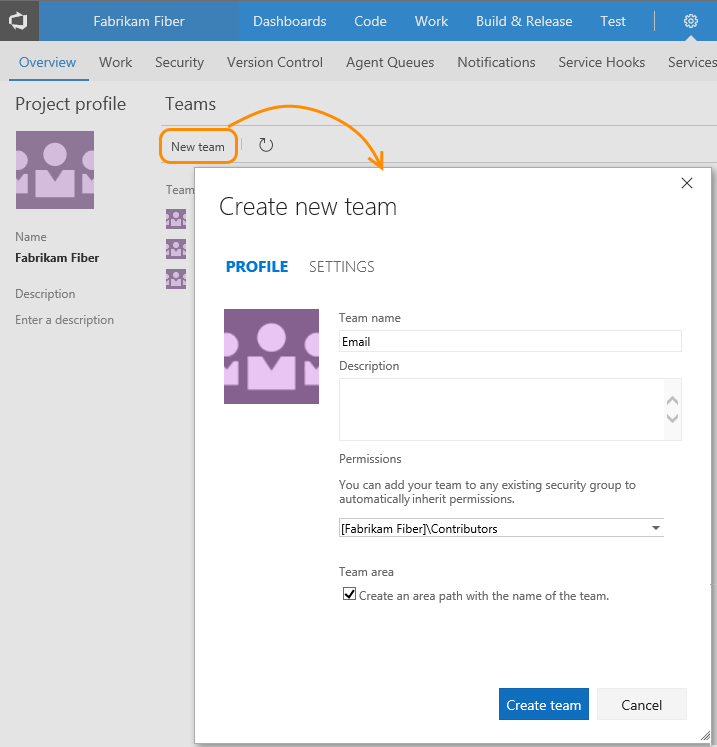 Fabrikam Fiber Dashboards Code Work Build & Release Test
Overview Work Security Version Control Agent Queues Notifications Service Hooks Services
Project profile
Name
Fabrikam Fiber
Description
Enter a description
Teams
New team
Team
Create new team
PROFILE SETTINGS
Team name
Email
Description
Permissions
You can add your team to any existing security group to
automatically inherit permissions.
[Fabrikam Fiber]\Contributors
Team area
Create an area path with the name of the team.
Create team Cancel